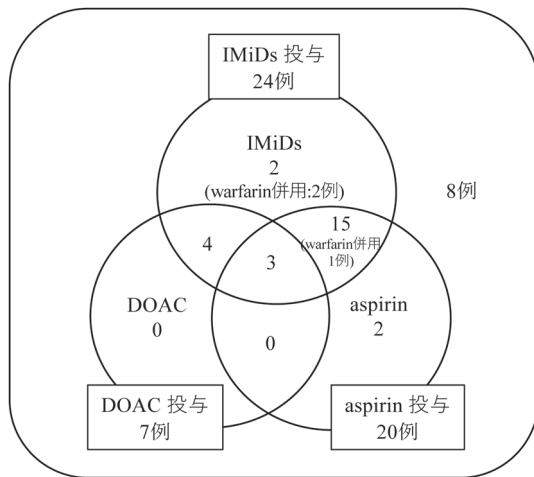 IMiDs 投与
24例
IMiDs
2
(warfarin併用:2例)
8例
15
(warfarin併用
1例)
4
3
DOAC
0
aspirin
2
0
DOAC 投与
7例
aspirin 投与
20例